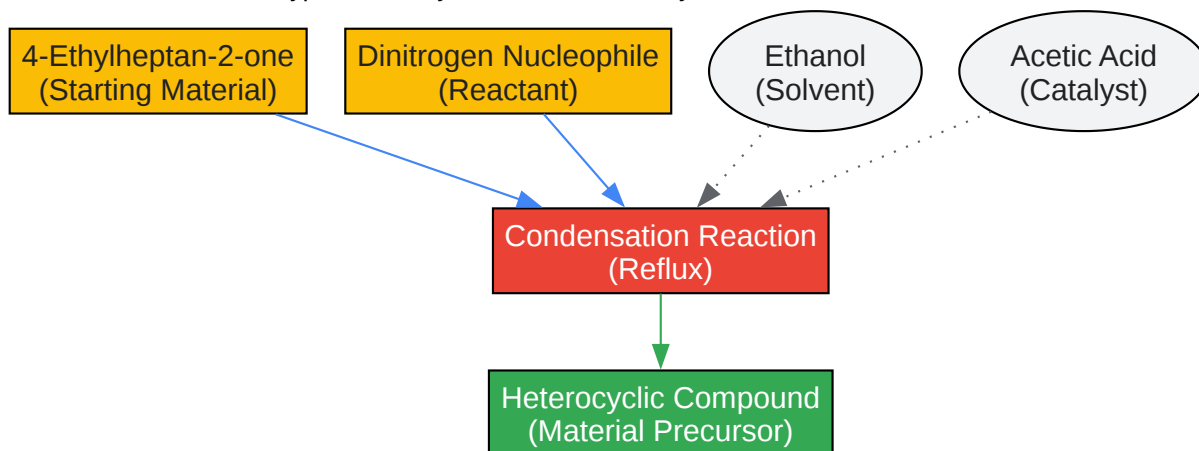 4-Ethylheptan-2-one
(Starting Material)
Dinitrogen Nucleophile
(Reactant)
Ethanol
(Solvent)
Acetic Acid
(Catalyst)
Condensation Reaction
(Reflux)
Heterocyclic Compound
(Material Precursor)